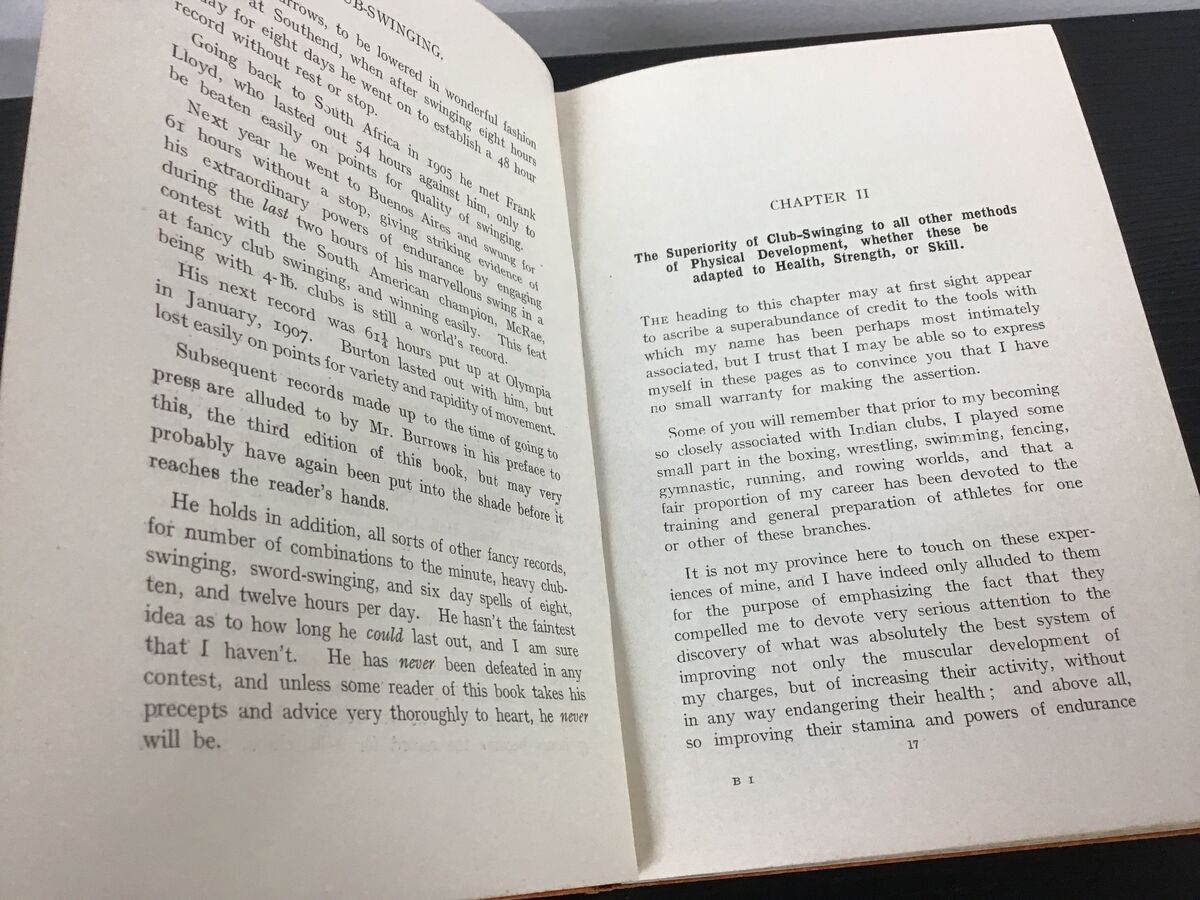 UB-SWINGING.
rrows, to be lowered in wonderful fashion
at Southend, when after swinging eight hours
day for eight days he went on to establish a 48 hour
record without rest or stop.
Going back to South Africa in 1905 he met Frank
Lloyd, who lasted out 54 hours against him, only to
be beaten easily on points for quality of swinging.
Next year he went to Buenos Aires and swung for
61 hours without a stop, giving striking evidence of
his extraordinary powers of endurance by engaging
during the last two hours of his marvellous swing in a
contest with the South American champion, McRae,
at fancy club swinging, and winning easily. This feat
being with 4-lb. clubs is still a world's record.
His next record was 61½ hours put up at Olympia
in January, 1907. Burton lasted out with him, but
lost easily on points for variety and rapidity of movement.
Subsequent records made up to the time of going to
press are alluded to by Mr. Burrows in his preface to
this, the third edition of this book, but may very
probably have again been put into the shade before it
reaches the reader's hands.
He holds in addition, all sorts of other fancy records,
for number of combinations to the minute, heavy club-
swinging, sword-swinging, and six day spells of eight,
ten, and twelve hours per day. He hasn't the faintest
idea as to how long he could last out, and I am sure
that I haven't. He has never been defeated in any
contest, and unless some reader of this book takes his
precepts and advice very thoroughly to heart, he never
will be.
CHAPTER II
The Superiority of Club-Swinging to all other methods
of Physical Development, whether these be
adapted to Health, Strength, or Skill.
THE heading to this chapter may at first sight appear
to ascribe a superabundance of credit to the tools with
which my name has been perhaps most intimately
associated, but I trust that I may be able so to express
myself in these pages as to convince you that I have
no small warranty for making the assertion.
Some of you will remember that prior to my becoming
so closely associated with Indian clubs, I played some
small part in the boxing, wrestling, swimming, fencing,
gymnastic, running, and rowing worlds, and that a
fair proportion of my career has been devoted to the
training and general preparation of athletes for one
or other of these branches.
It is not my province here to touch on these exper-
iences of mine, and I have indeed only alluded to them
for the purpose of emphasizing the fact that they
compelled me to devote very serious attention to the
discovery of what was absolutely the best system of
improving not only the muscular development of
my charges, but of increasing their activity, without
in any way endangering their health; and above all,
so improving their stamina and powers of endurance
17
B I